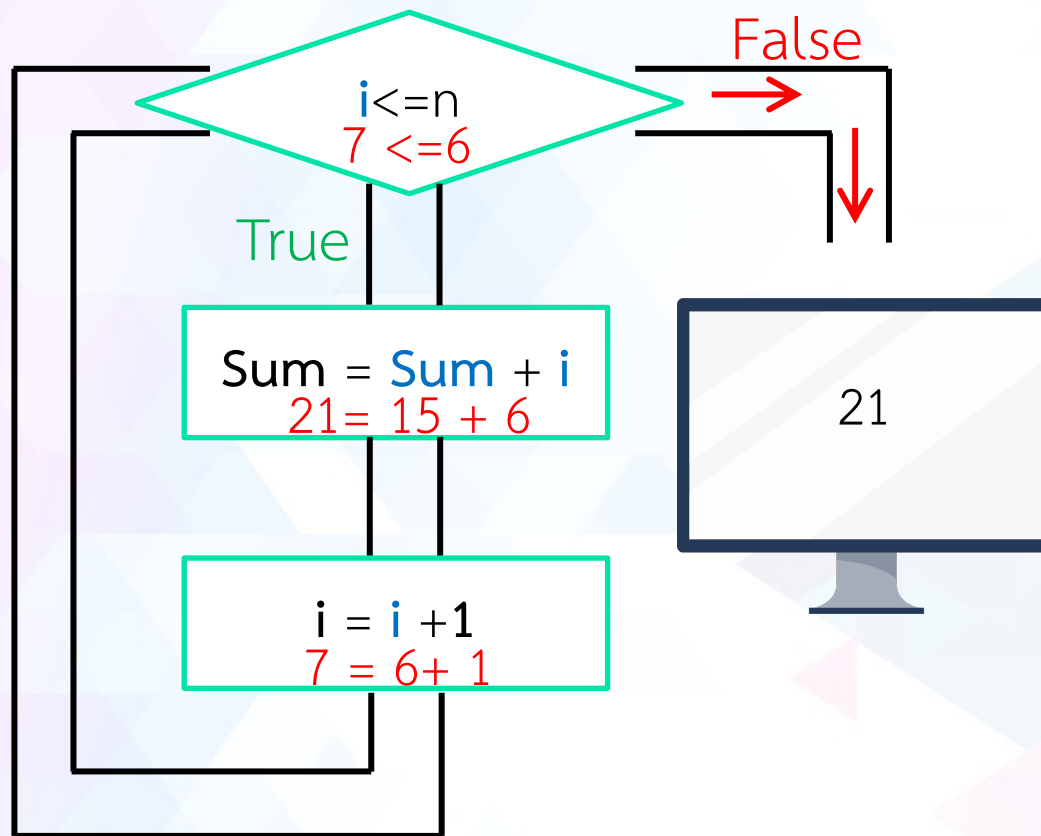 False
i<=n
7 <=6
True
Sum = Sum + i
21= 15 + 6
21
i = i +1
7 = 6+ 1